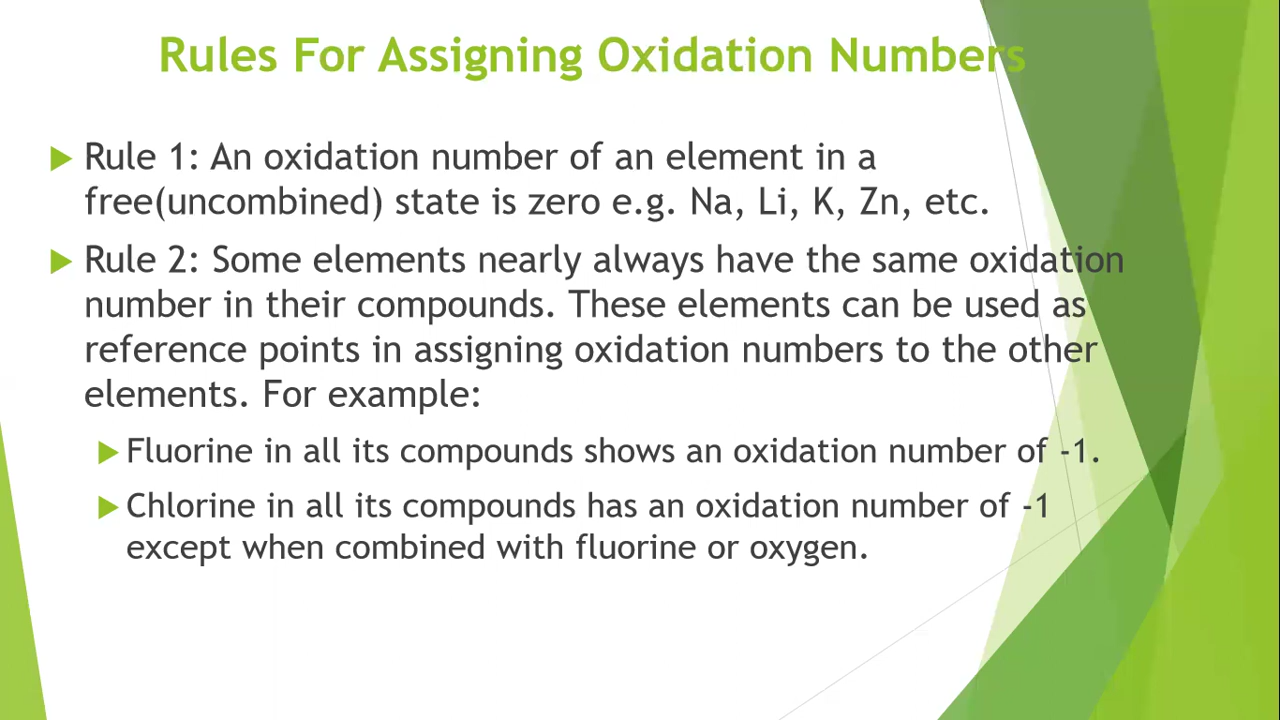 Rules For Assigning Oxidation Numbers
Rule 1: An oxidation number of an element in a
free(uncombined) state is zero e.g. Na, Li, K, Zn, etc.
Rule 2: Some elements nearly always have the same oxidation
number in their compounds. These elements can be used as
reference points in assigning oxidation numbers to the other
elements. For example:
Fluorine in all its compounds shows an oxidation number of -1.
Chlorine in all its compounds has an oxidation number of -1
except when combined with fluorine or oxygen.